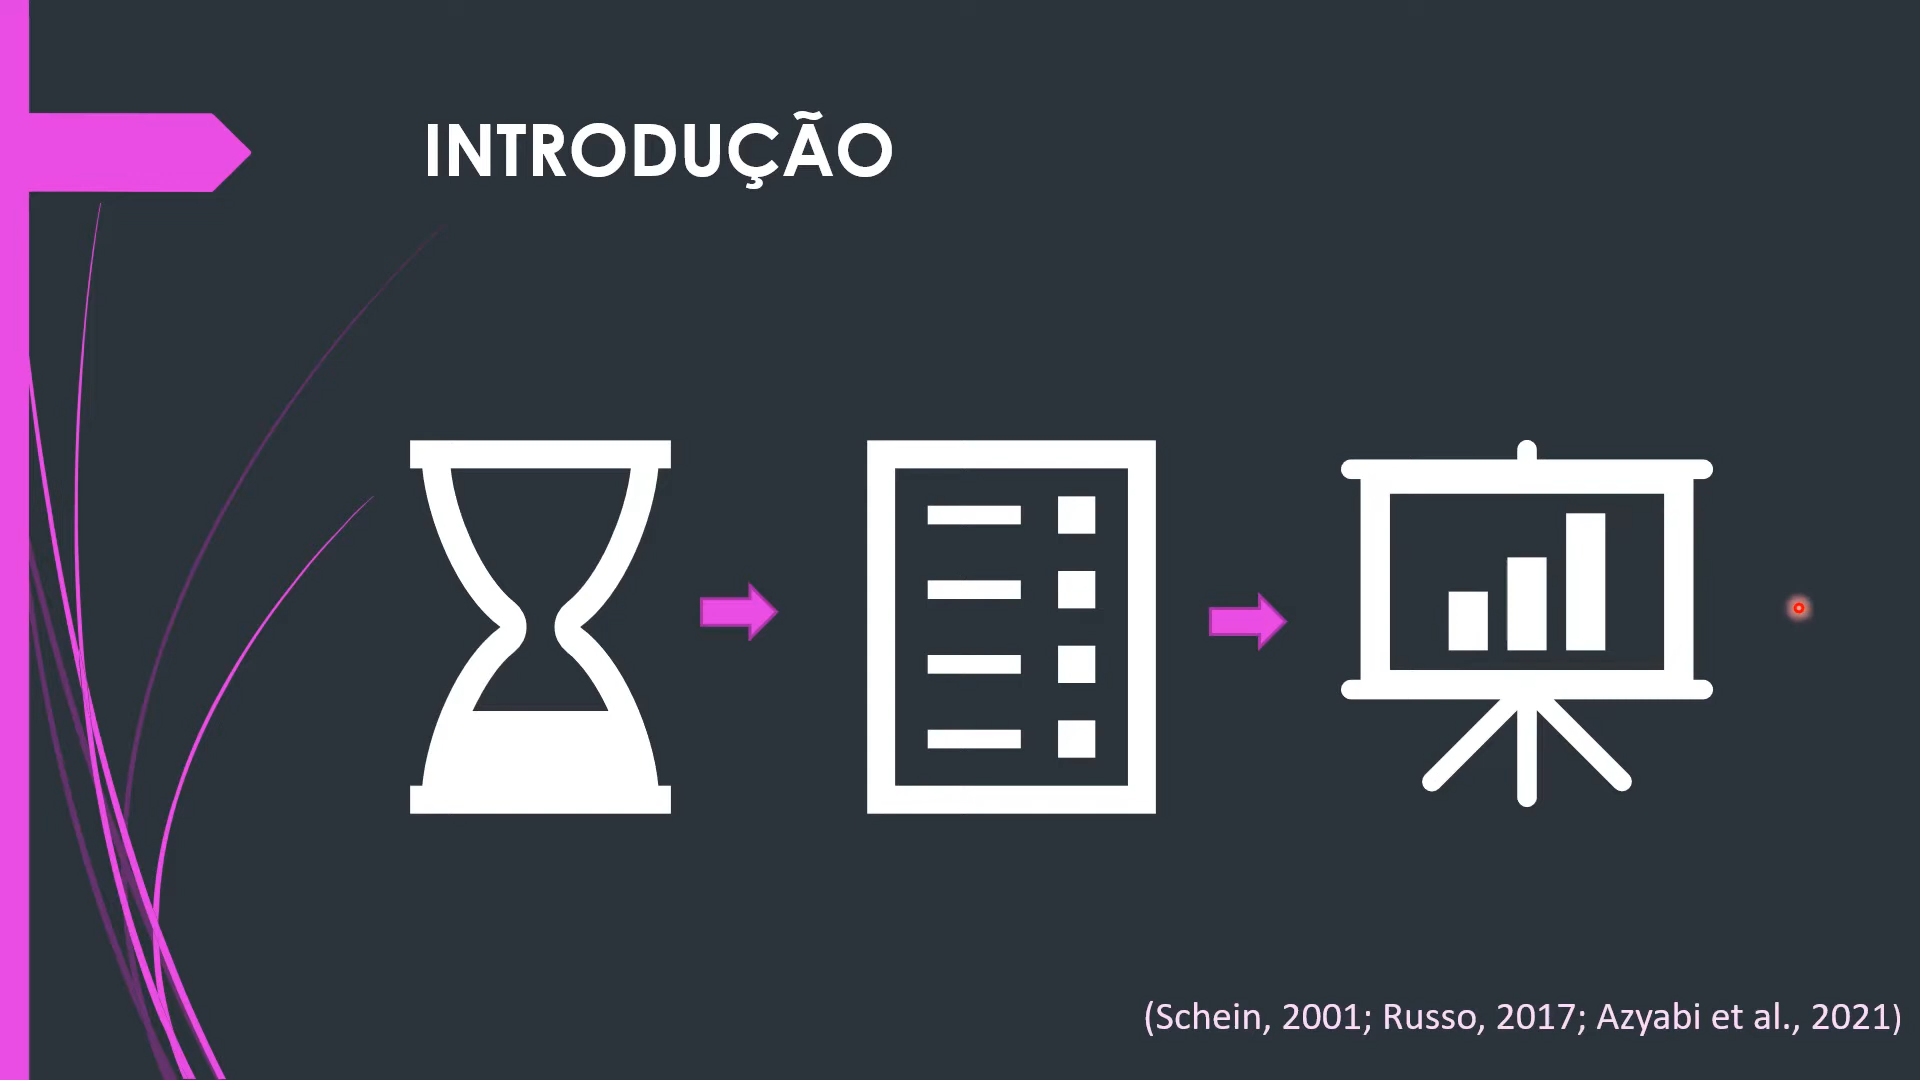 INTRODUÇÃO
(Schein, 2001; Russo, 2017; Azyabi et al., 2021)